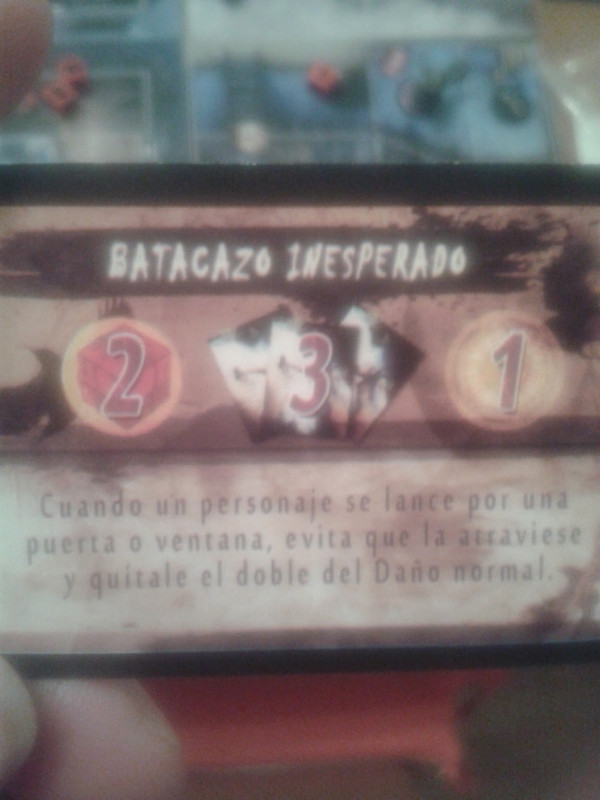 BATACAZO INESPERADO
2 3 1
Cuando un personaje se lance por una
puerta o ventana, evita que la atraviese
y quitale el doble del Daño normal.